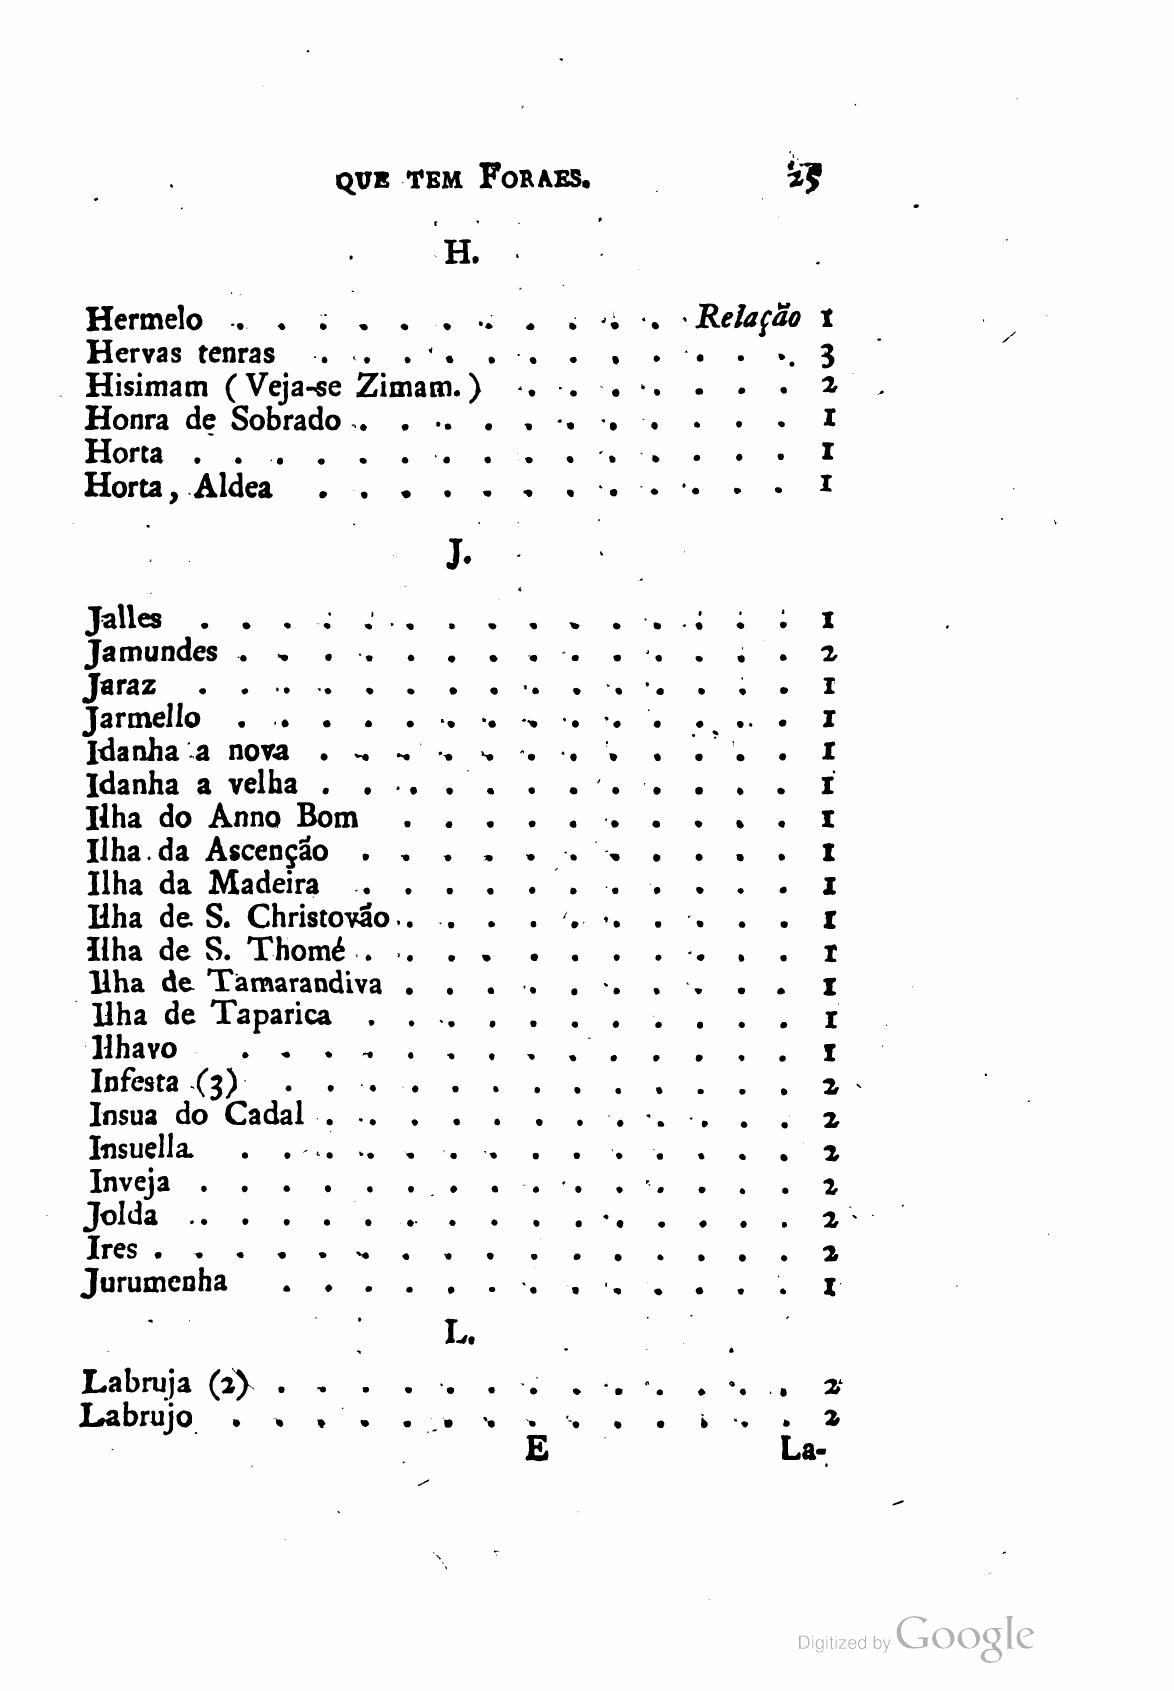 QUE TEM FORAES. 25
H.
Hermelo . . . . . . . . . . . Relação 1
Hervas tenras . . . . . . . . . . . . 3
Hisimam (Veja-se Zimam.) . . . . . . . 2
Honra de Sobrado . . . . . . . . . . . 1
Horta . . . . . . . . . . . . . . . 1
Horta, Aldea . . . . . . . . . . . . 1
J.
Jalles . . . . . . . . . . . . . . . 1
Jamundes . . . . . . . . . . . . . . 2
Jaraz . . . . . . . . . . . . . . . 1
Jarmello . . . . . . . . . . . . . . 1
Idanha a nova . . . . . . . . . . . . 1
Idanha a velha . . . . . . . . . . . . 1
Ilha do Anno Bom . . . . . . . . . . 1
Ilha da Ascenção . . . . . . . . . . . 1
Ilha da Madeira . . . . . . . . . . . 1
Ilha de S. Christovão . . . . . . . . . . 1
Ilha de S. Thomé . . . . . . . . . . . 1
Ilha de Tamarandiva . . . . . . . . . . 1
Ilha de Taparica . . . . . . . . . . . 1
Ilhavo . . . . . . . . . . . . . . 1
Infesta (3) . . . . . . . . . . . . . 2
Insua do Cadal . . . . . . . . . . . . 2
Insuella . . . . . . . . . . . . . . 2
Inveja . . . . . . . . . . . . . . . 2
Jolda . . . . . . . . . . . . . . . 2
Ires . . . . . . . . . . . . . . . . 2
Jurumenha . . . . . . . . . . . . . 1
L.
Labruja (2) . . . . . . . . . . . . . 2
Labrujo . . . . . . . . . . . . . . 2
E La-
Digitized by Google